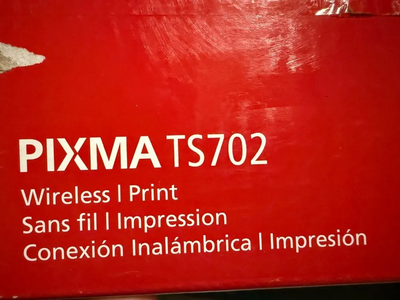 PIXMA TS702
Wireless | Print
Sans fil | Impression
Conexión Inalámbrica | Impresión